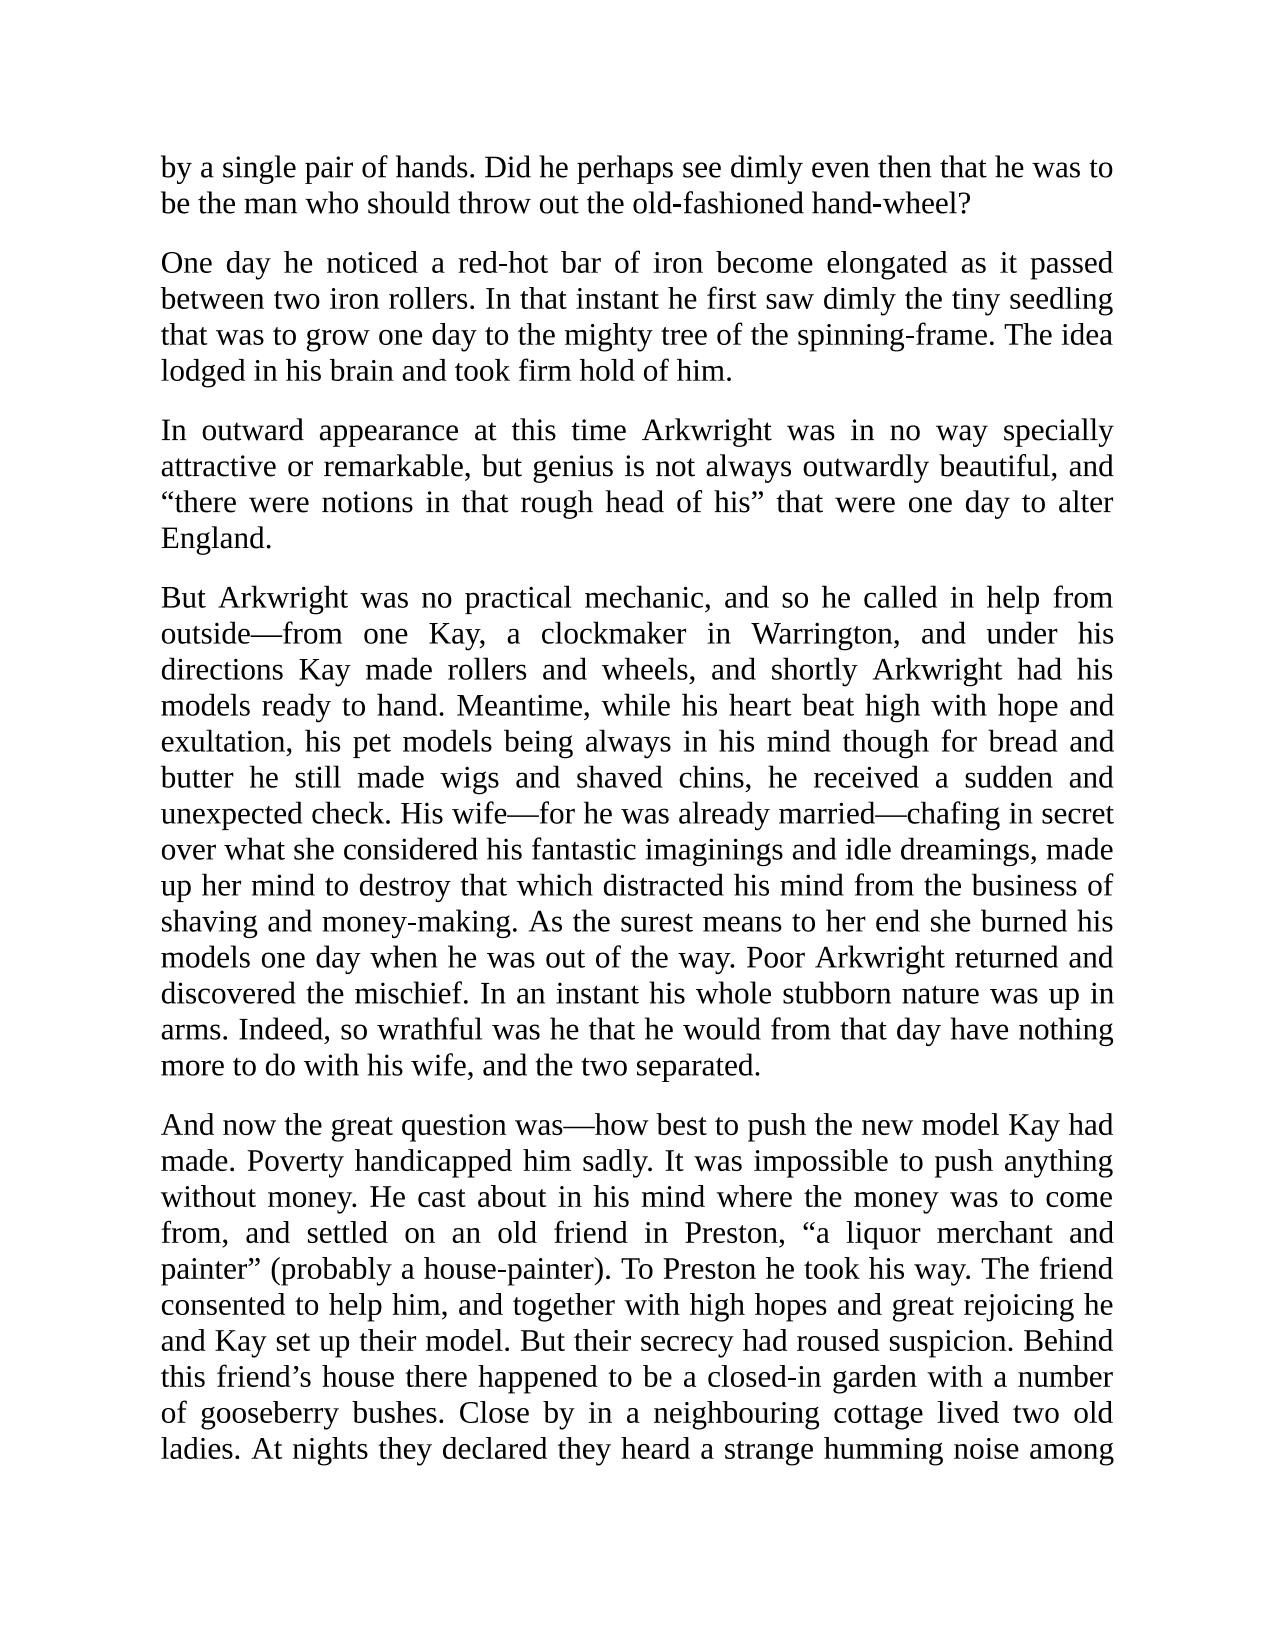 by a single pair of hands. Did he perhaps see dimly even then that he was to
be the man who should throw out the old-fashioned hand-wheel?
One day he noticed a red-hot bar of iron become elongated as it passed
between two iron rollers. In that instant he first saw dimly the tiny seedling
that was to grow one day to the mighty tree of the spinning-frame. The idea
lodged in his brain and took firm hold of him.
In outward appearance at this time Arkwright was in no way specially
attractive or remarkable, but genius is not always outwardly beautiful, and
“there were notions in that rough head of his” that were one day to alter
England.
But Arkwright was no practical mechanic, and so he called in help from
outside—from one Kay, a clockmaker in Warrington, and under his
directions Kay made rollers and wheels, and shortly Arkwright had his
models ready to hand. Meantime, while his heart beat high with hope and
exultation, his pet models being always in his mind though for bread and
butter he still made wigs and shaved chins, he received a sudden and
unexpected check. His wife—for he was already married—chafing in secret
over what she considered his fantastic imaginings and idle dreamings, made
up her mind to destroy that which distracted his mind from the business of
shaving and money-making. As the surest means to her end she burned his
models one day when he was out of the way. Poor Arkwright returned and
discovered the mischief. In an instant his whole stubborn nature was up in
arms. Indeed, so wrathful was he that he would from that day have nothing
more to do with his wife, and the two separated.
And now the great question was—how best to push the new model Kay had
made. Poverty handicapped him sadly. It was impossible to push anything
without money. He cast about in his mind where the money was to come
from, and settled on an old friend in Preston, “a liquor merchant and
painter” (probably a house-painter). To Preston he took his way. The friend
consented to help him, and together with high hopes and great rejoicing he
and Kay set up their model. But their secrecy had roused suspicion. Behind
this friend’s house there happened to be a closed-in garden with a number
of gooseberry bushes. Close by in a neighbouring cottage lived two old
ladies. At nights they declared they heard a strange humming noise among